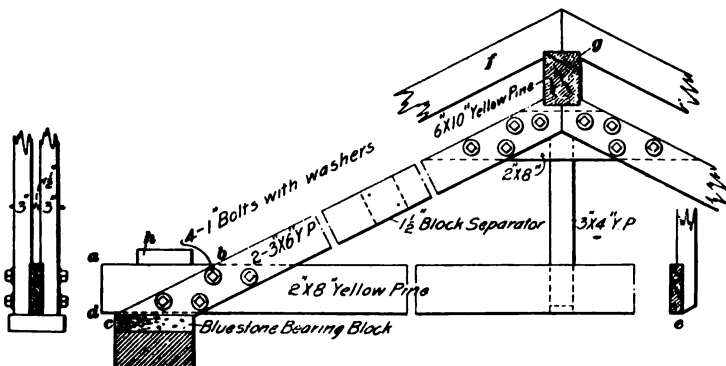 f
g
6"X10" Yellow Pine
4-1" Bolts with washers
2"X8"
3" 1½" 3"
h
1½" Block Separator
3"X4" Y.P.
a
b
2-3"X6" Y.P.
2"X8" Yellow Pine
d
c
e
Bluestone Bearing Block